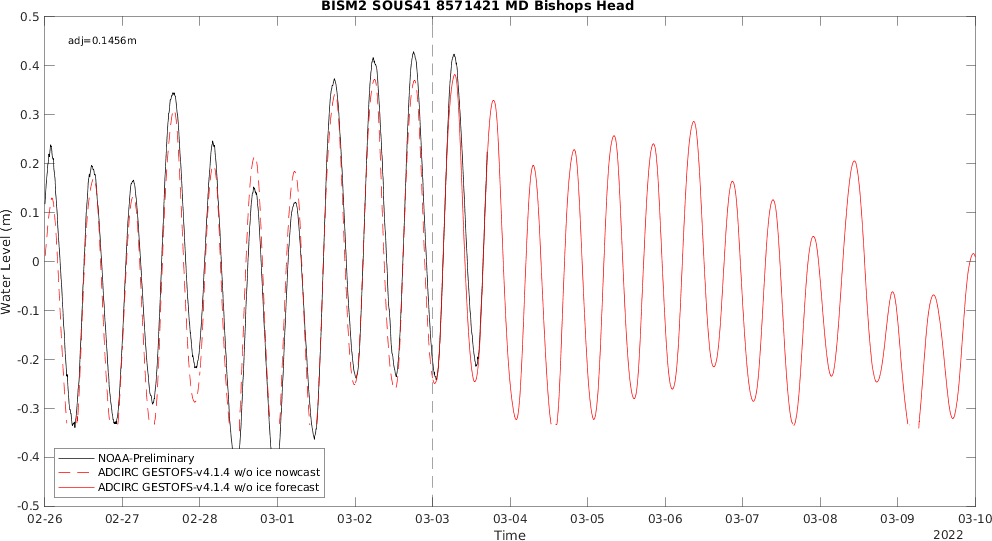 BISM2 SOUS41 8571421 MD Bishops Head
adj=0.1456m
0.5
0.4
0.3
0.2
0.1
0
-0.1
-0.2
-0.3
-0.4
-0.5
Water Level (m)
NOAA-Preliminary
ADCIRC GESTOFS-v4.1.4 w/o ice nowcast
ADCIRC GESTOFS-v4.1.4 w/o ice forecast
02-26 02-27 02-28 03-01 03-02 03-03 03-04 03-05 03-06 03-07 03-08 03-09 03-10
Time
2022